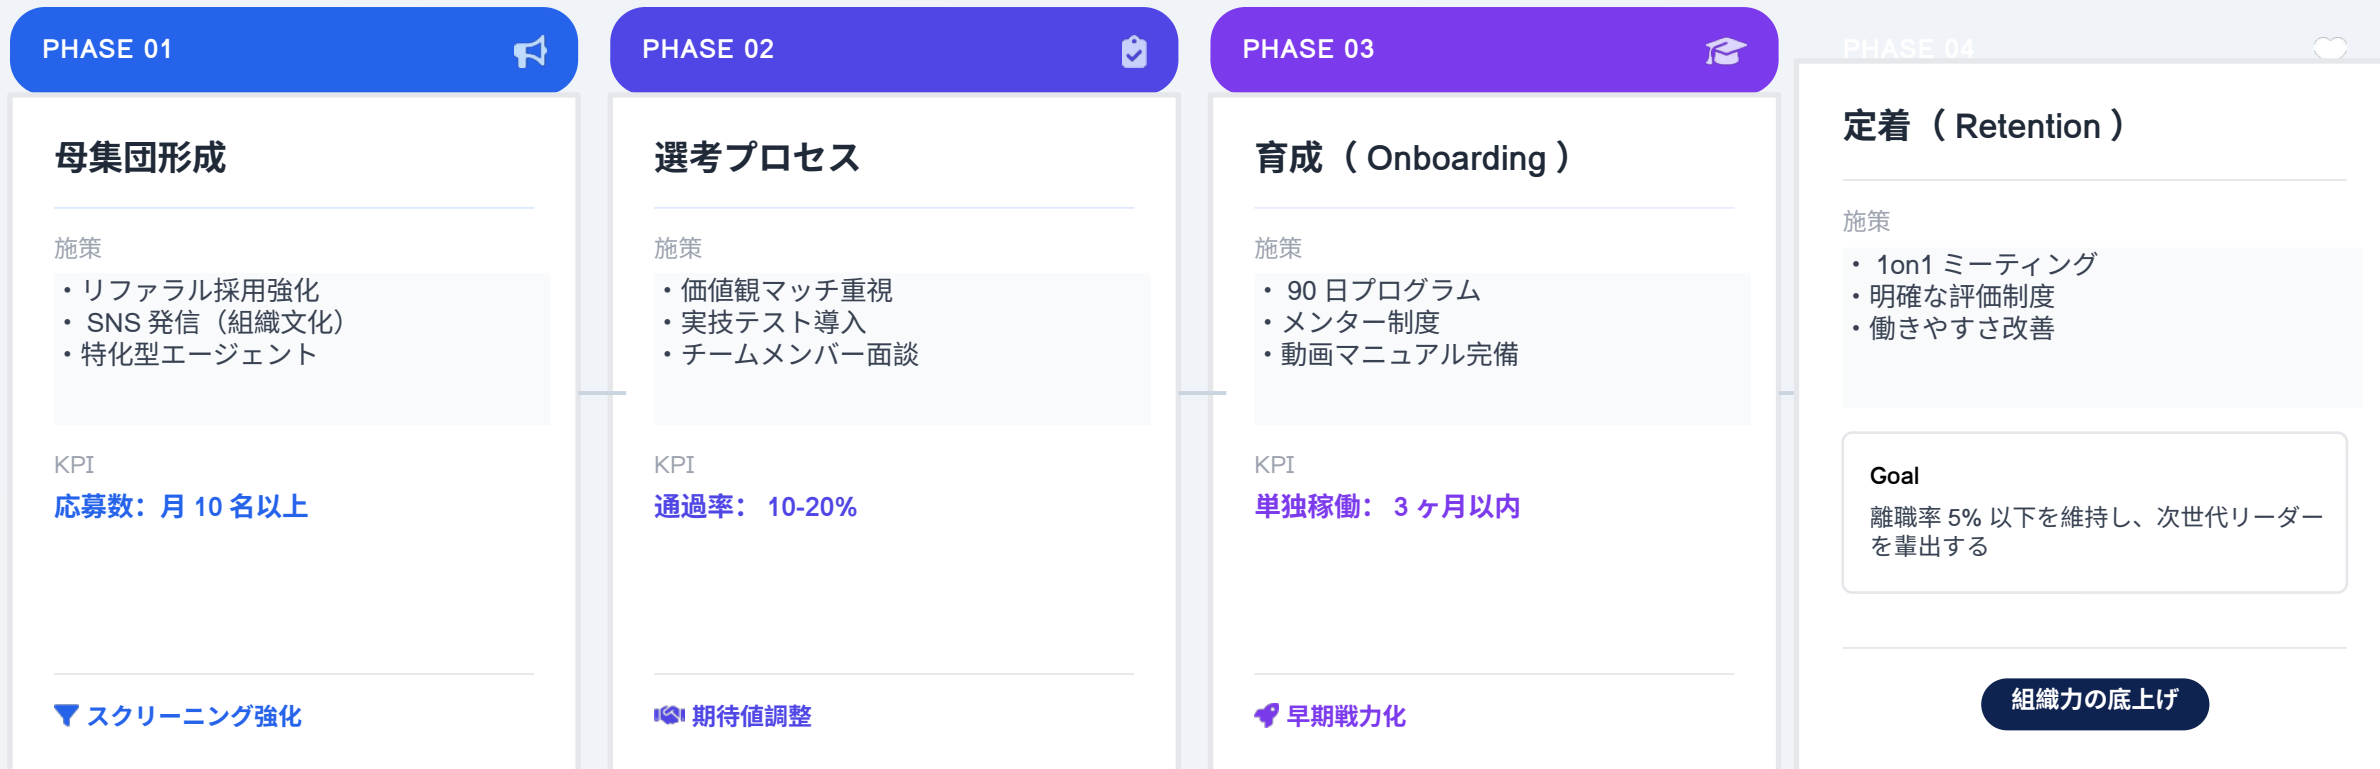 PHASE 01
母集団形成
施策
・リファラル採用強化
・SNS 発信（組織文化）
・特化型エージェント
KPI
応募数：月 10 名以上
スクリーニング強化
PHASE 02
選考プロセス
施策
・価値観マッチ重視
・実技テスト導入
・チームメンバー面談
KPI
通過率： 10-20%
期待値調整
PHASE 03
育成（ Onboarding ）
施策
・ 90 日プログラム
・メンター制度
・動画マニュアル完備
KPI
単独稼働： 3 ヶ月以内
早期戦力化
PHASE 04
定着（ Retention ）
施策
・ 1on1 ミーティング
・明確な評価制度
・働きやすさ改善
Goal
離職率 5% 以下を維持し、次世代リーダー
を輩出する
組織力の底上げ